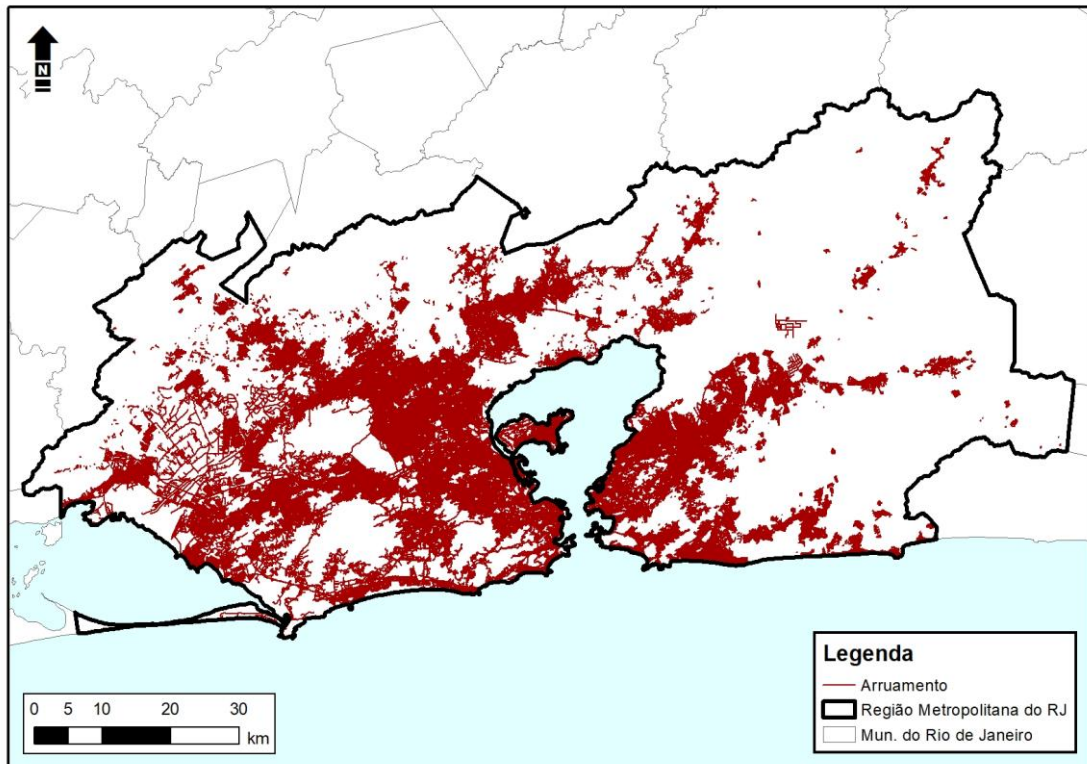 N
0 5 10 20 30
km
Legenda
Arruamento
Região Metropolitana do RJ
Mun. do Rio de Janeiro